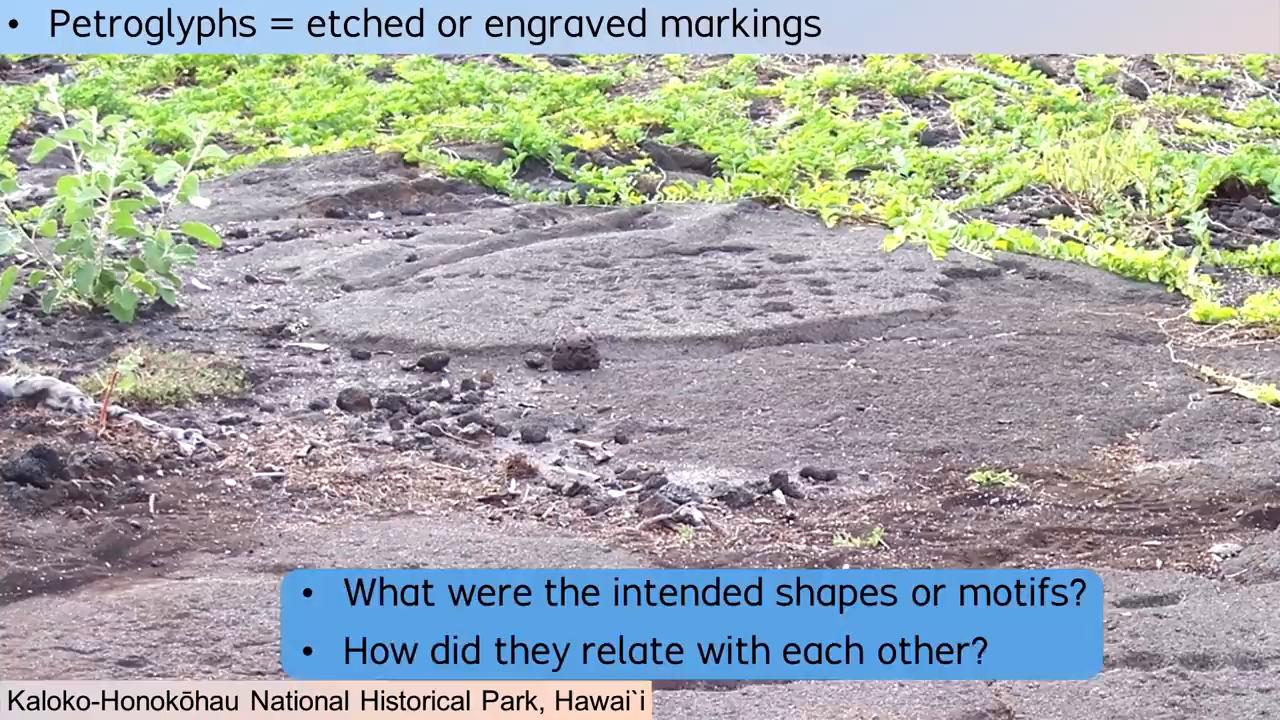 • Petroglyphs = etched or engraved markings
• What were the intended shapes or motifs?
• How did they relate with each other?
Kaloko-Honokōhau National Historical Park, Hawai`i